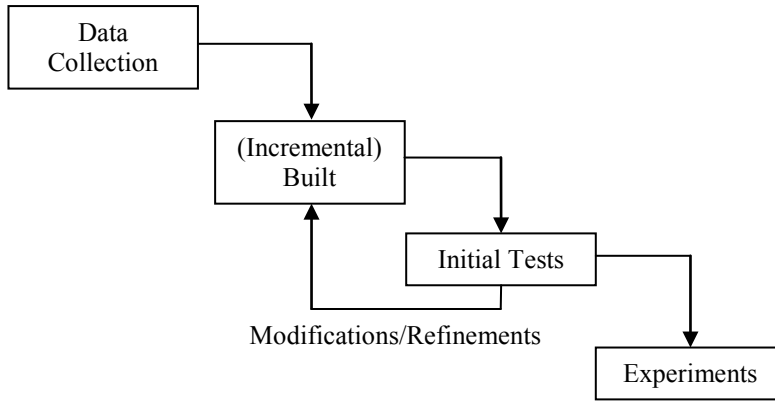 Data
Collection
(Incremental)
Built
Initial Tests
Modifications/Refinements
Experiments